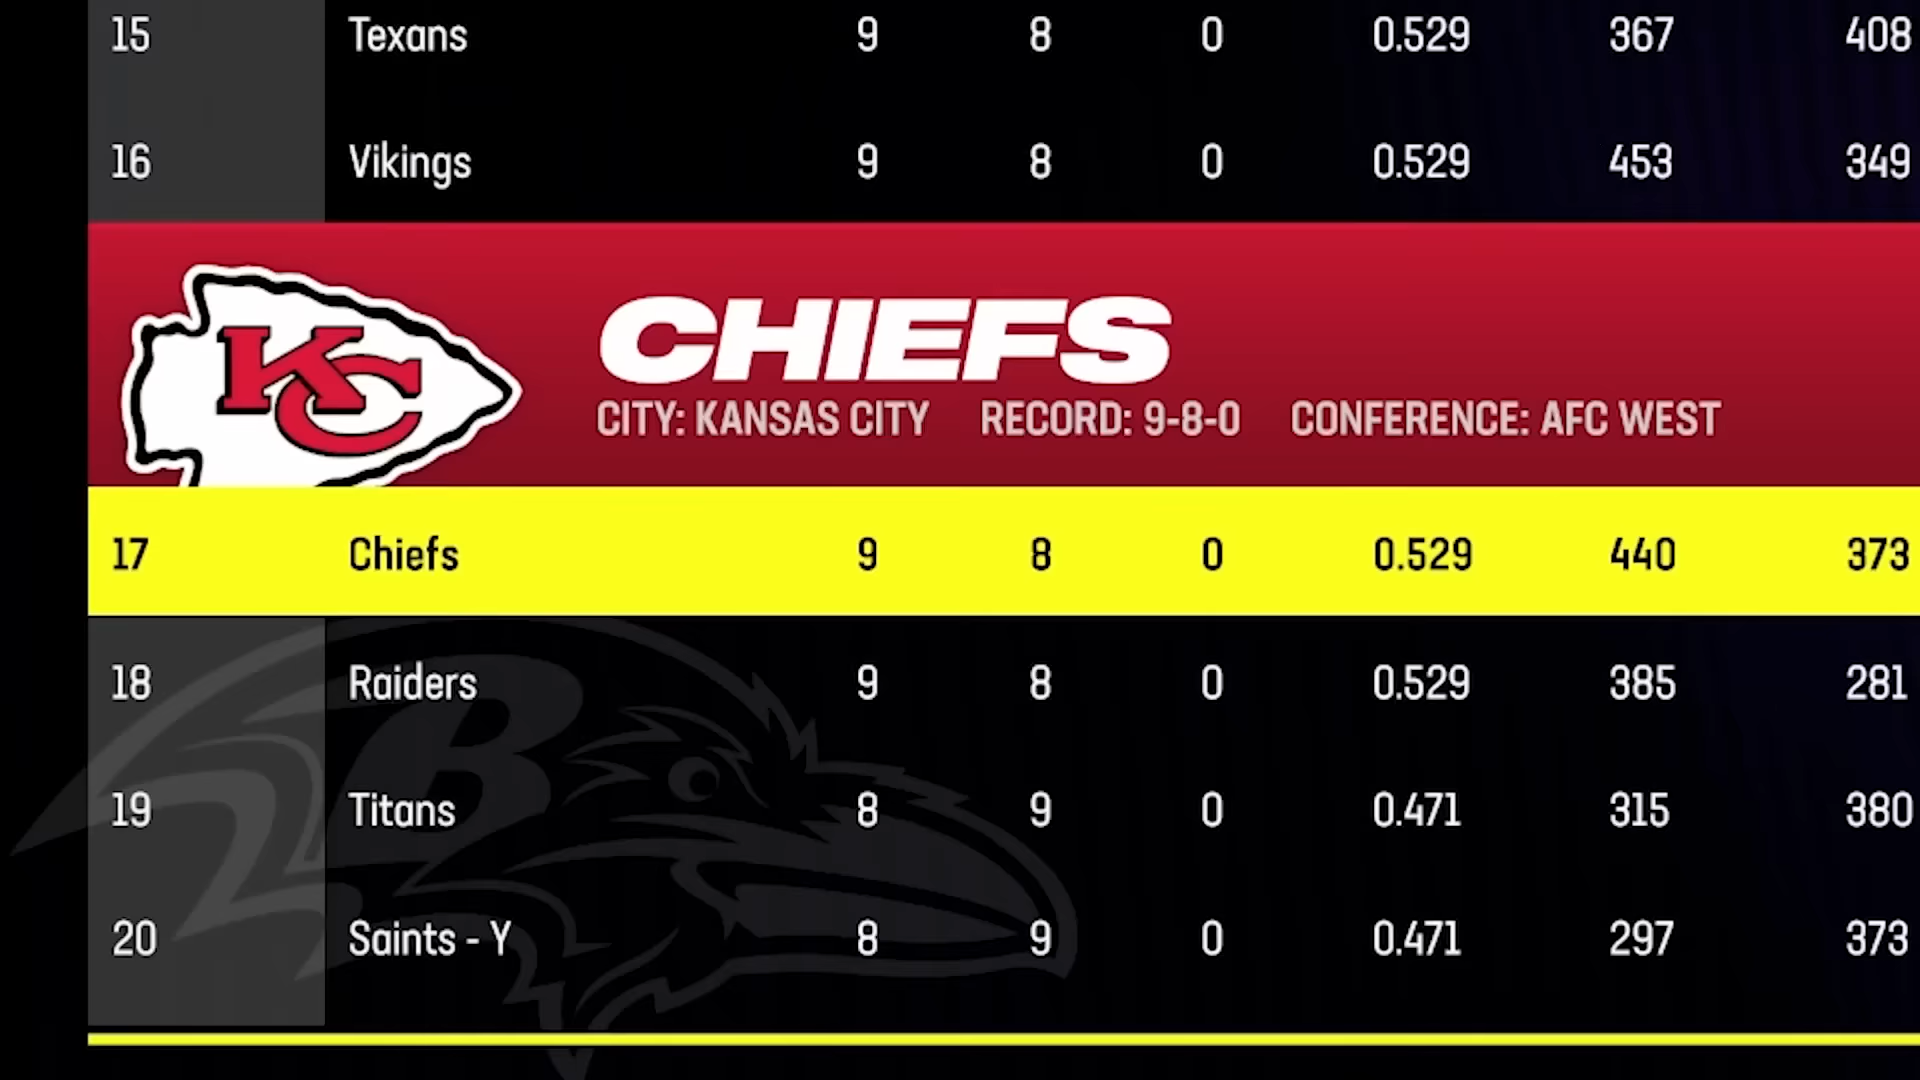 15 Texans 9 8 0 0.529 367 408
16 Vikings 9 8 0 0.529 453 349
KC
CHIEFS
CITY: KANSAS CITY RECORD: 9-8-0 CONFERENCE: AFC WEST
17 Chiefs 9 8 0 0.529 440 373
18 Raiders 9 8 0 0.529 385 281
B
19 Titans 8 9 0 0.471 315 380
20 Saints - Y 8 9 0 0.471 297 373